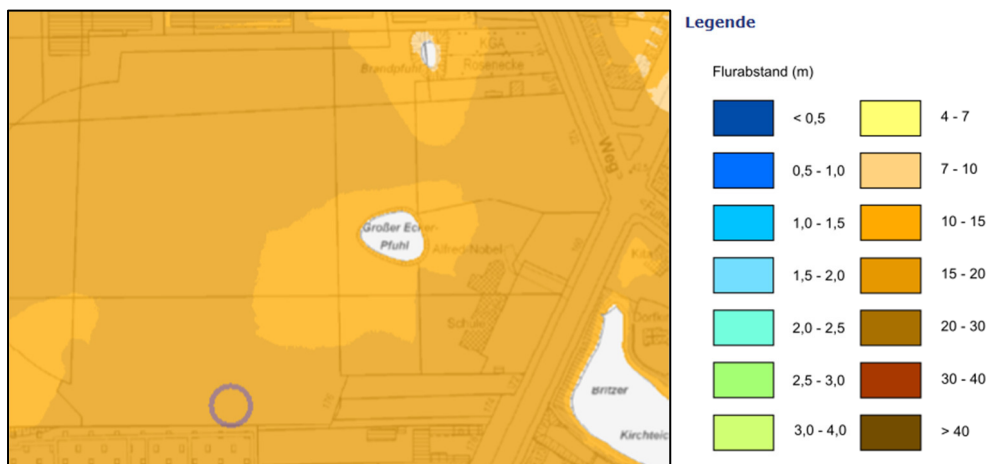 Legende
Flurabstand (m)
< 0,5
4 - 7
0,5 - 1,0
7 - 10
1,0 - 1,5
10 - 15
1,5 - 2,0
15 - 20
2,0 - 2,5
20 - 30
2,5 - 3,0
30 - 40
3,0 - 4,0
> 40
KGA
Rosenecke
Brandpfuhl
Weg
Großer Ecker-
Pfuhl
Alfred-Nobel-
Schule
Kita
Dorfkir
Britzer
Kirchteic